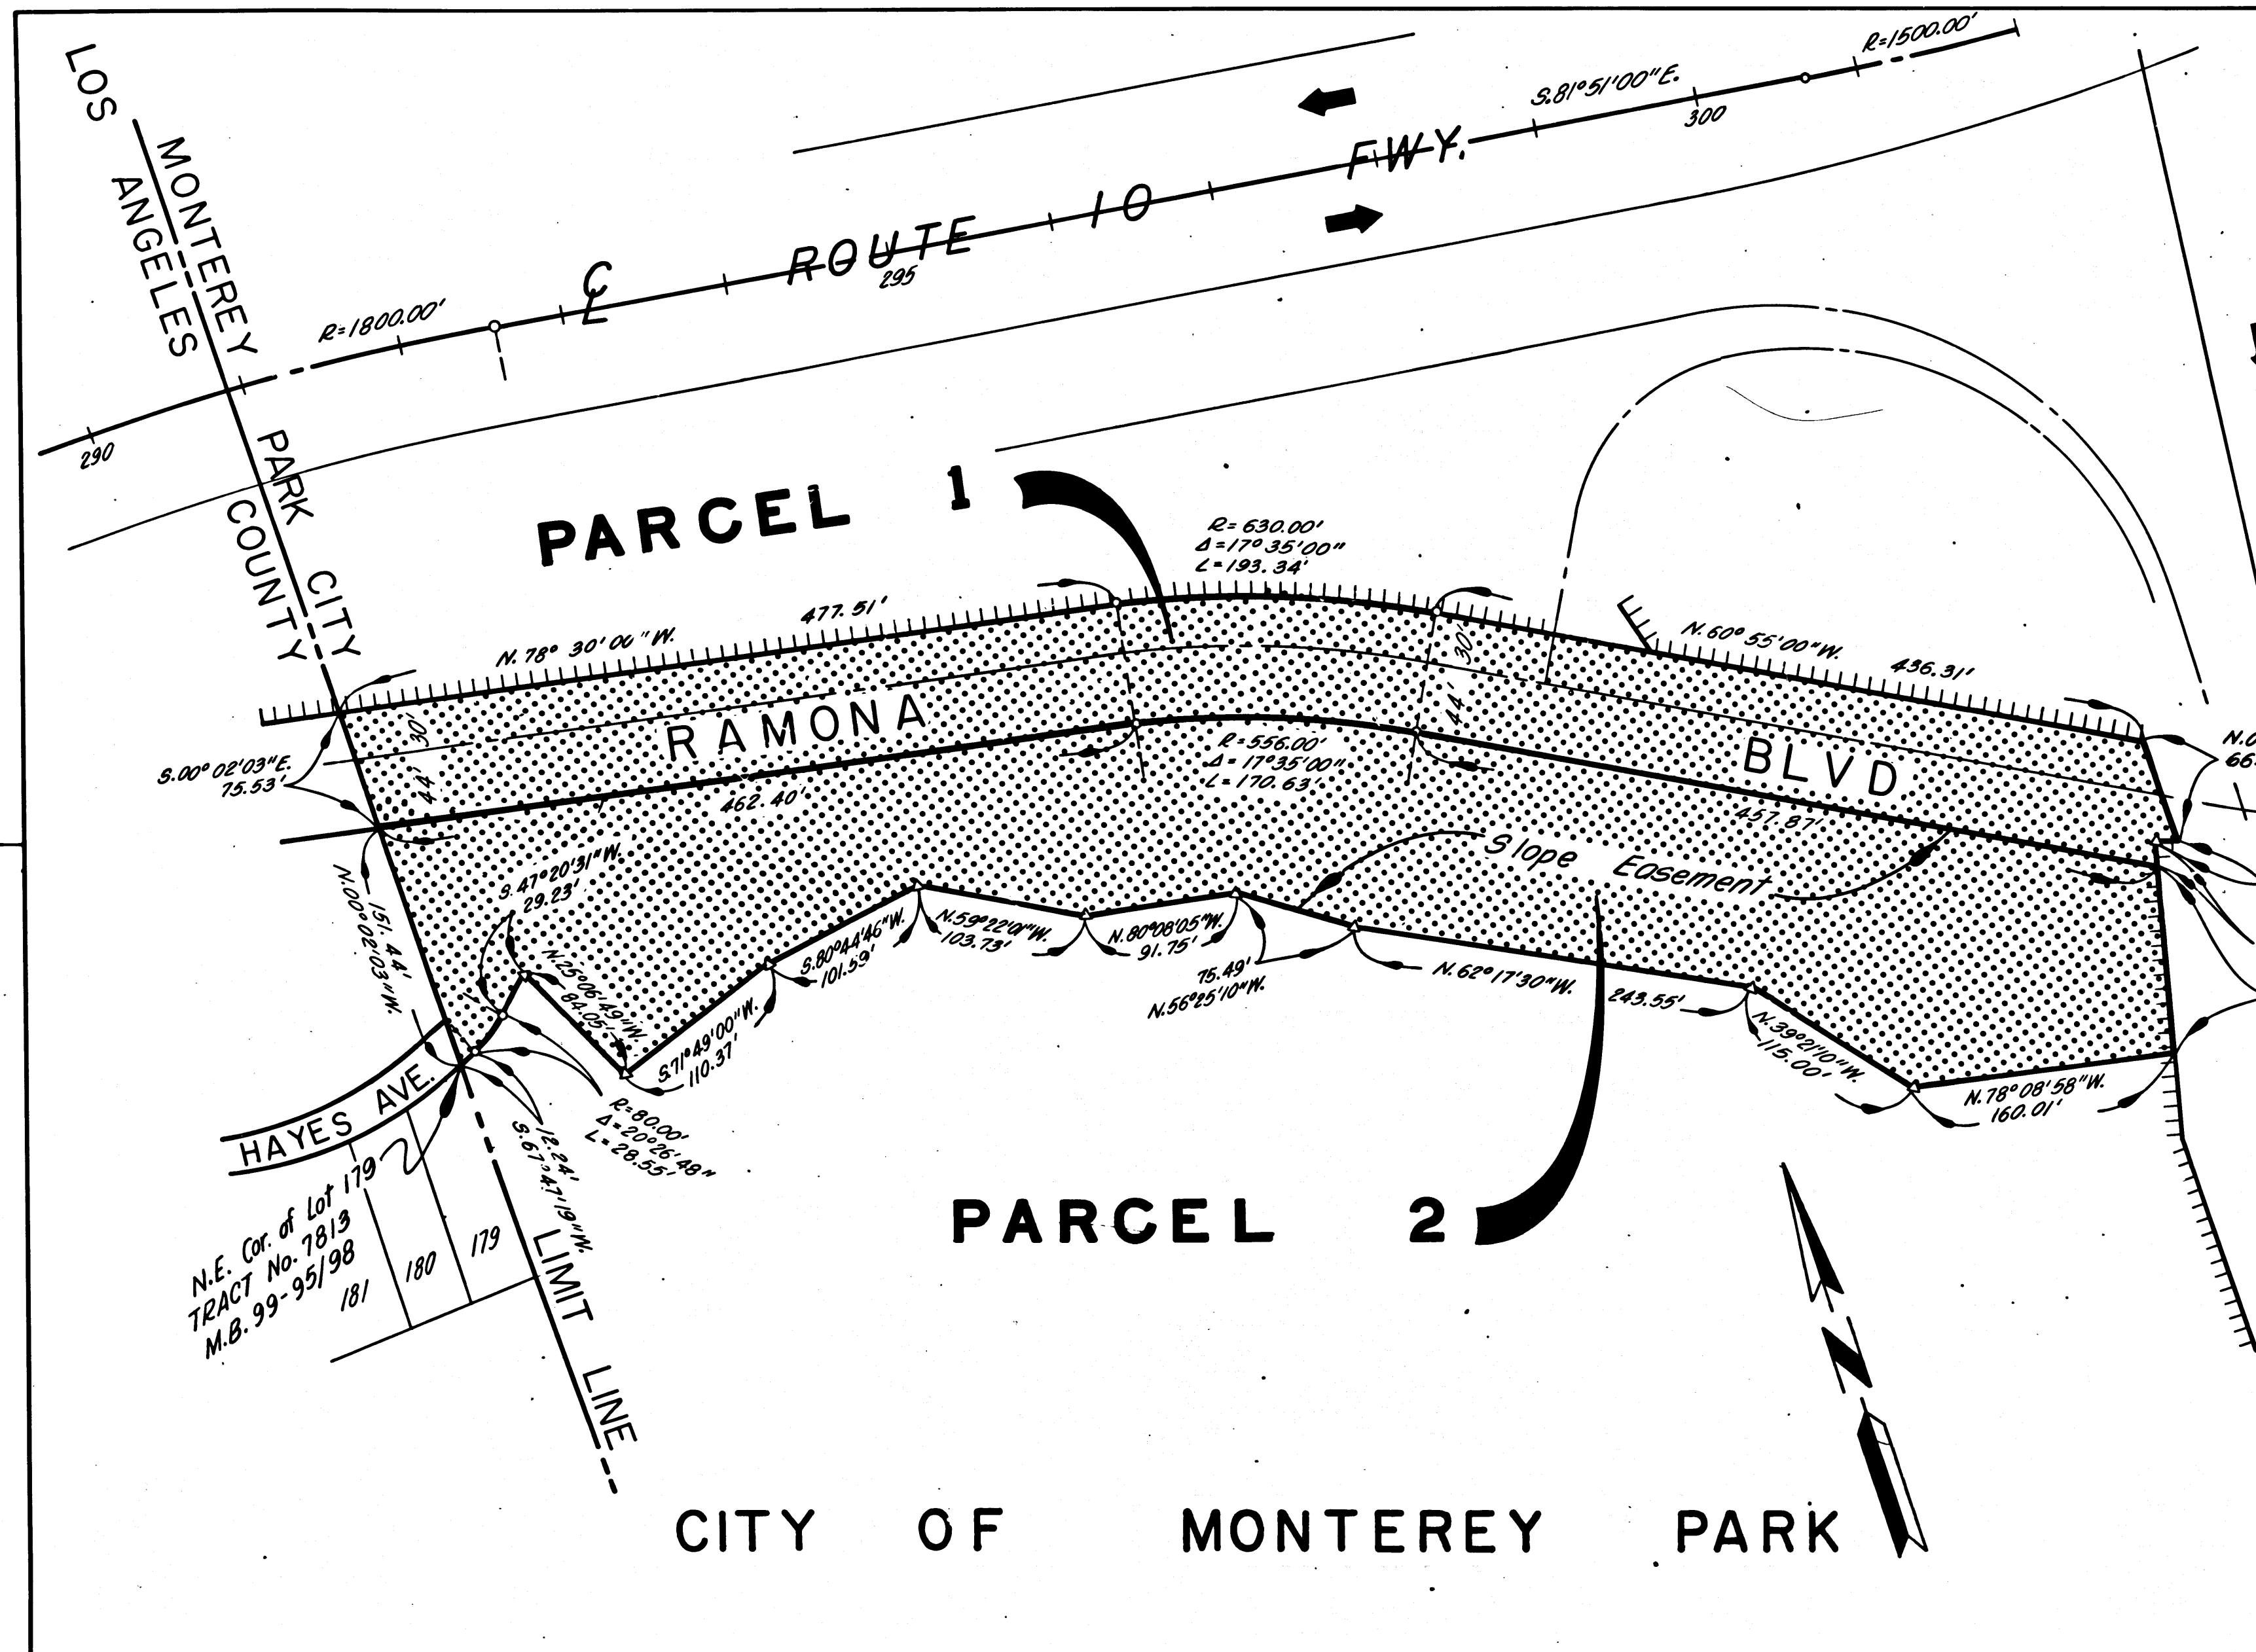 R=1500.00'
LOS ANGELES COUNTY
MONTEREY PARK CITY
S.81°51'00"E.
300
FWY.
10
ROUTE
295
C
L
R=1800.00'
290
PARCEL 1
R=630.00'
Δ=17°35'00"
L=193.34'
477.51'
N.78°30'00"W.
N.60°55'00"W.
436.31'
30'
44'
30'
44'
RAMONA BLVD
S.00°02'03"E.
75.53'
462.40'
R=556.00'
Δ=17°35'00"
L=170.63'
457.87'
Slope Easement
N.0
66.
151.44'
N.00°02'03"W.
S.47°20'31"W.
29.23'
N.25°06'49"W.
84.05'
S.71°49'00"W.
110.37'
S.80°44'46"W.
101.59'
N.59°22'01"W.
103.73'
N.80°08'05"W.
91.75'
75.49'
N.56°25'10"W.
N.62°17'30"W.
243.55'
N.39°21'10"W.
115.00'
N.78°08'58"W.
160.01'
HAYES AVE.
R=80.00'
Δ=20°26'48"
L=28.55'
12.24'
S.67°47'19"W.
N.E. Cor. of Lot 179
TRACT No. 7813
M.B. 99-95/98
181
180
179
LIMIT LINE
PARCEL 2
N
CITY OF MONTEREY PARK